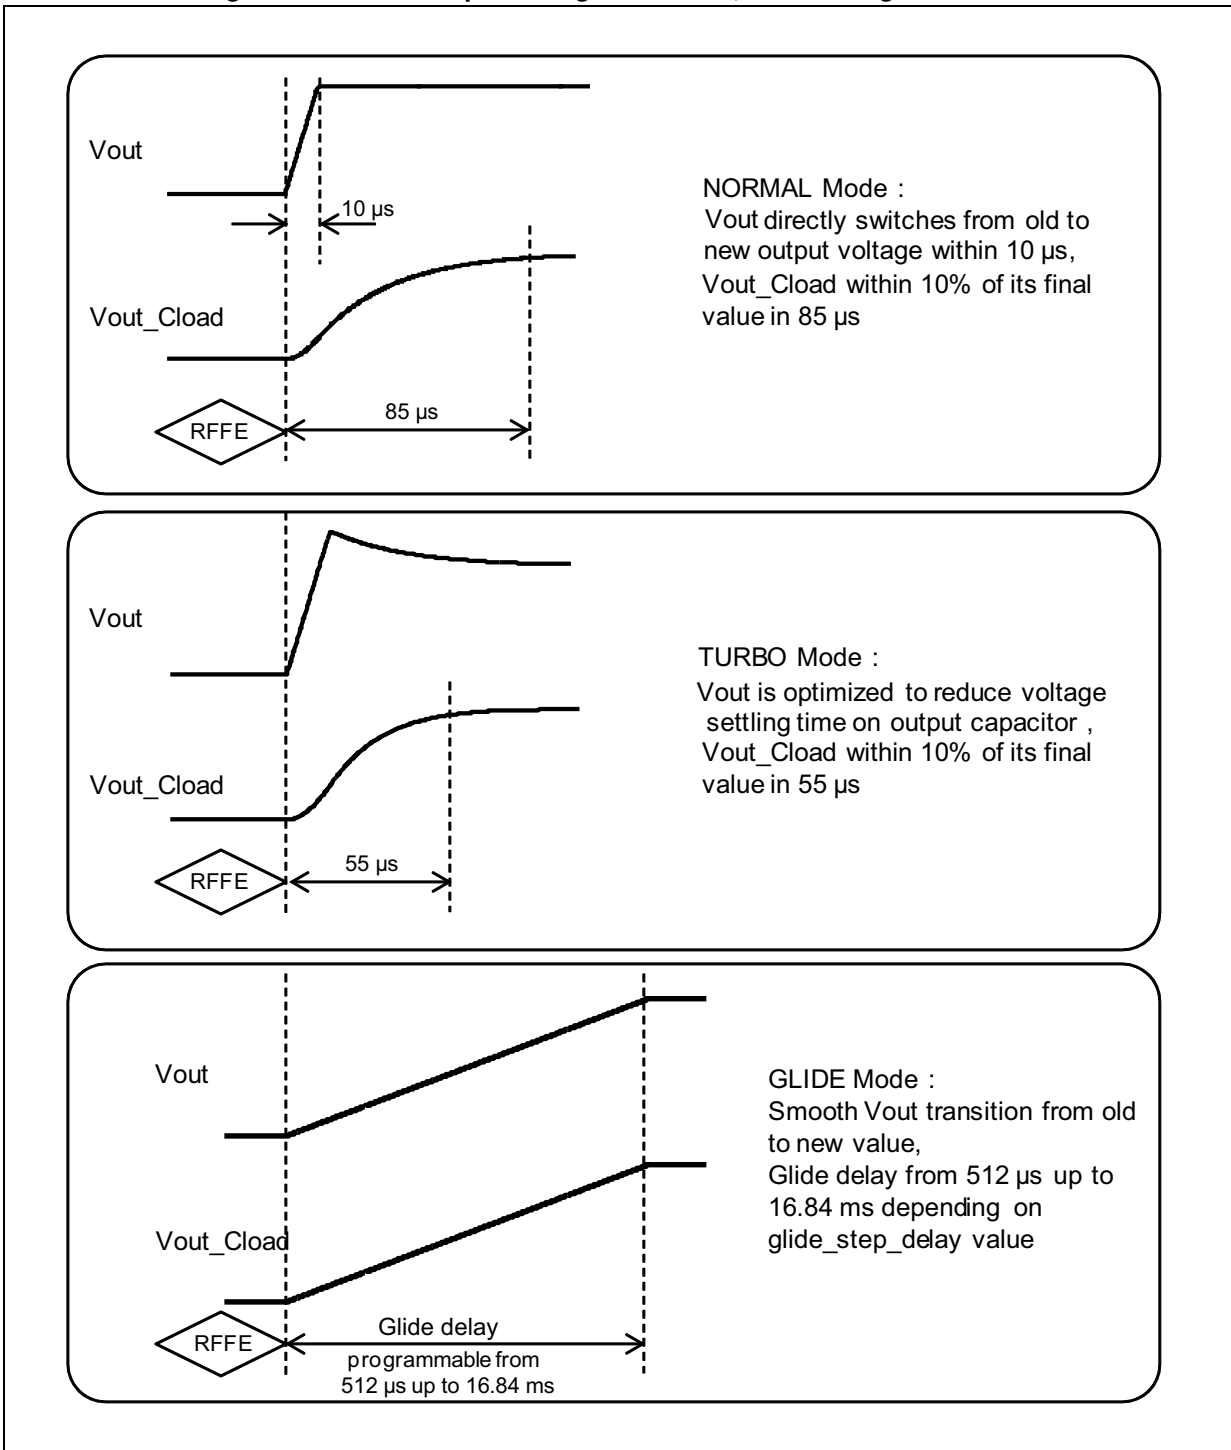 Vout
10 µs
Vout_Cload
RFFE
85 µs
NORMAL Mode :
Vout directly switches from old to
new output voltage within 10 µs,
Vout_Cload within 10% of its final
value in 85 µs
Vout
Vout_Cload
RFFE
55 µs
TURBO Mode :
Vout is optimized to reduce voltage
settling time on output capacitor ,
Vout_Cload within 10% of its final
value in 55 µs
Vout
Vout_Cload
RFFE
Glide delay
programmable from
512 µs up to 16.84 ms
GLIDE Mode :
Smooth Vout transition from old
to new value,
Glide delay from 512 µs up to
16.84 ms depending on
glide_step_delay value